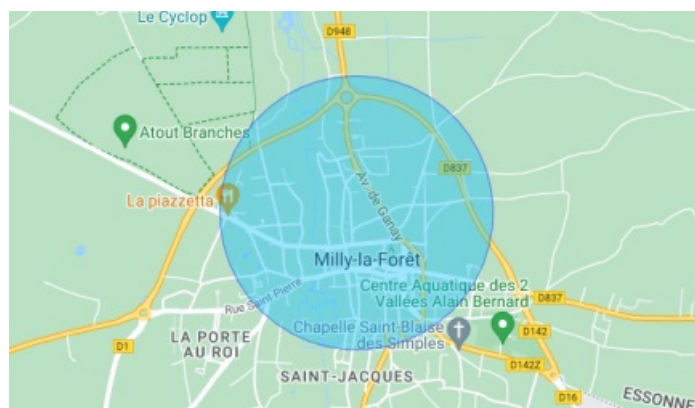 Le Cyclop
D948
Atout Branches
D837
La piazzetta
Av. de Ganay
Milly-la-Forêt
Centre Aquatique des 2
Vallées Alain Bernard
D837
Rue Saint-Pierre
Chapelle Saint-Blaise
des Simples
D142
LA PORTE
AU ROI
D1
D142Z
SAINT-JACQUES
ESSONNE
D16